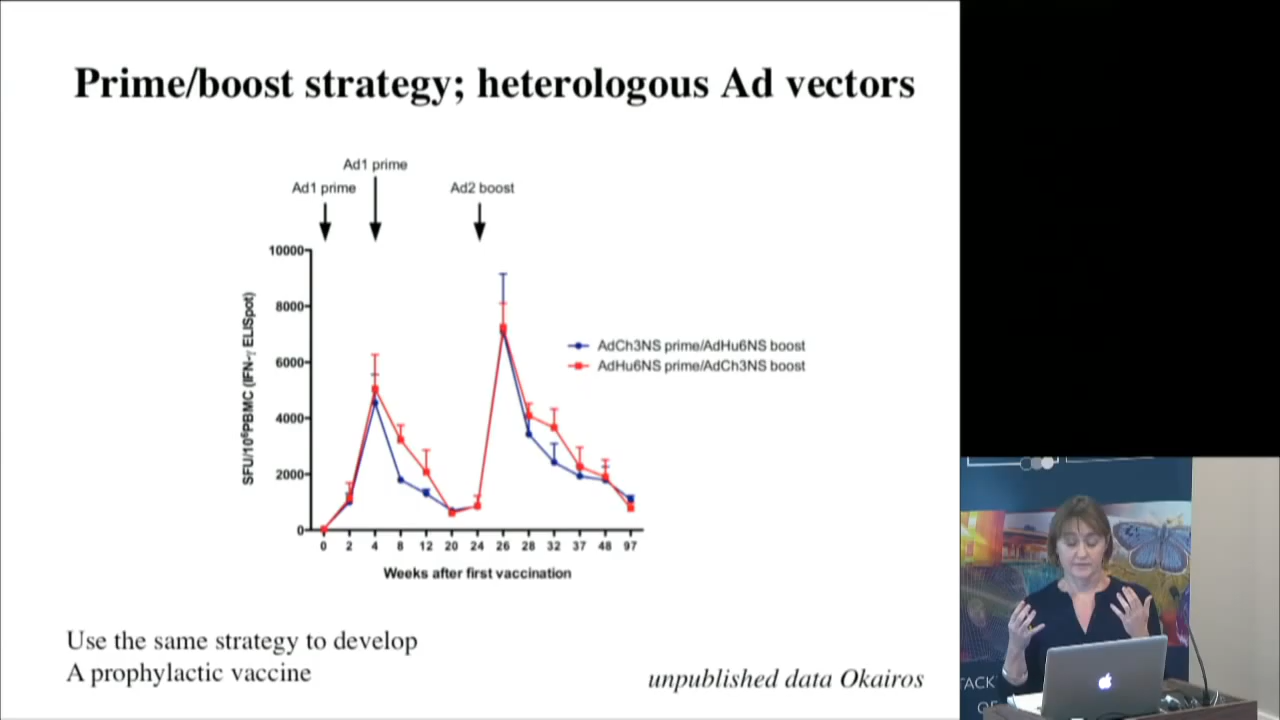 Prime/boost strategy; heterologous Ad vectors
Ad1 prime
Ad1 prime
Ad2 boost
10000
8000
6000
4000
2000
0
SFU/10⁶PBMC (IFN-γ ELISpot)
AdCh3NS prime/AdHu6NS boost
AdHu6NS prime/AdCh3NS boost
0 2 4 8 12 20 24 26 28 32 37 48 97
Weeks after first vaccination
Use the same strategy to develop
A prophylactic vaccine
unpublished data Okairos
TACK
OF